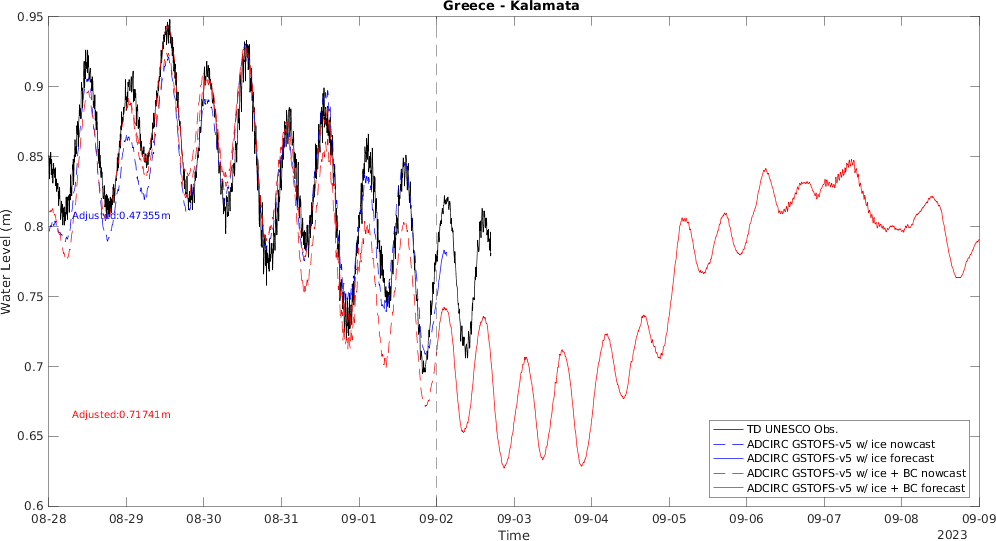 Greece - Kalamata
Water Level (m)
0.95
0.9
0.85
0.8
0.75
0.7
0.65
0.6
Adjusted:0.47355m
Adjusted:0.71741m
TD UNESCO Obs.
ADCIRC GSTOFS-v5 w/ ice nowcast
ADCIRC GSTOFS-v5 w/ ice forecast
ADCIRC GSTOFS-v5 w/ ice + BC nowcast
ADCIRC GSTOFS-v5 w/ ice + BC forecast
08-28 08-29 08-30 08-31 09-01 09-02 09-03 09-04 09-05 09-06 09-07 09-08 09-09
Time
2023